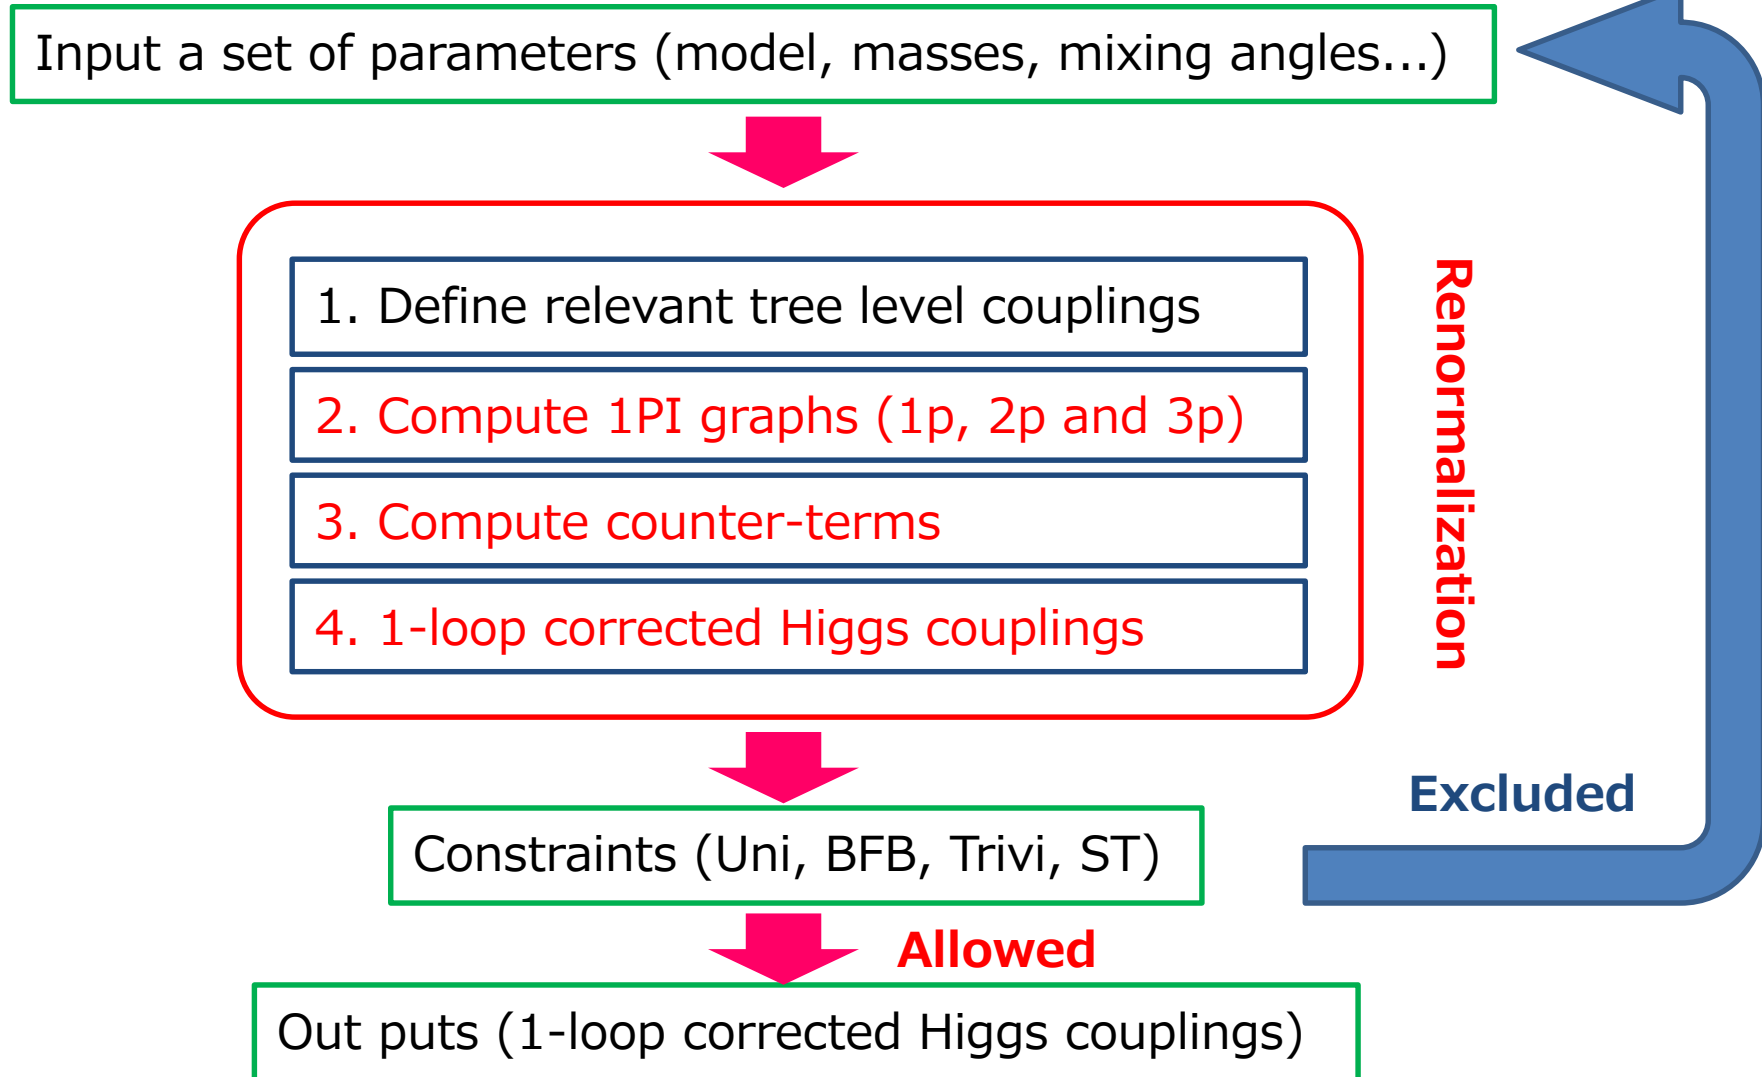 Input a set of parameters (model, masses, mixing angles...)
1. Define relevant tree level couplings
2. Compute 1PI graphs (1p, 2p and 3p)
3. Compute counter-terms
4. 1-loop corrected Higgs couplings
Renormalization
Excluded
Constraints (Uni, BFB, Trivi, ST)
Allowed
Out puts (1-loop corrected Higgs couplings)